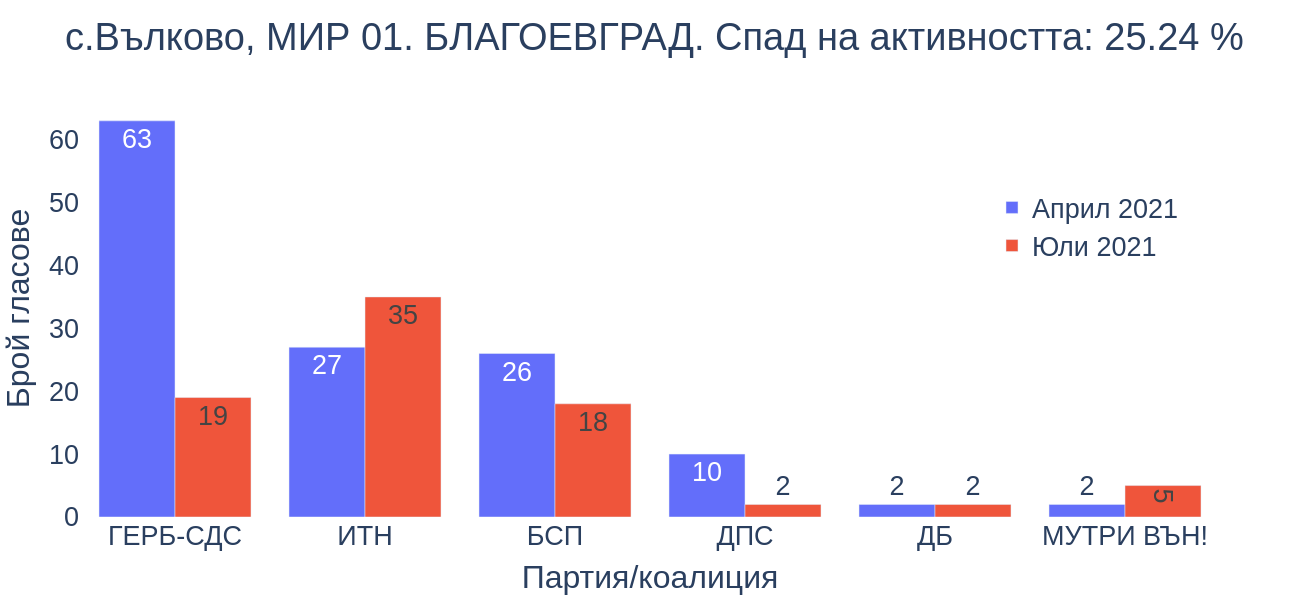 с.Вълково, МИР 01. БЛАГОЕВГРАД. Спад на активността: 25.24 %
Брой гласове
60
50
40
30
20
10
0
63
19
27
35
26
18
10
2
2
2
2
5
Април 2021
Юли 2021
ГЕРБ-СДС
ИТН
БСП
ДПС
ДБ
МУТРИ ВЪН!
Партия/коалиция